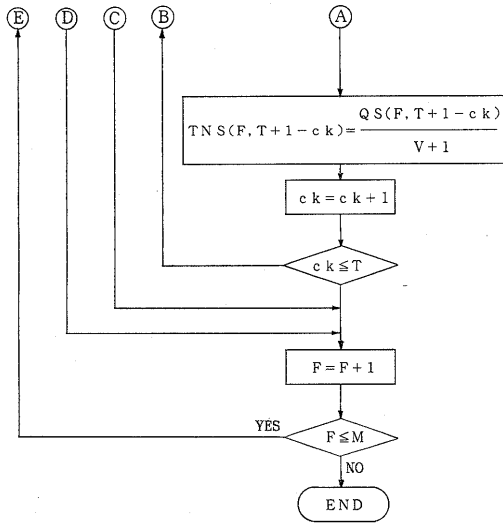 E D C B A
QS(F, T+1-ck)
TNS(F, T+1-ck)=
V+1
ck=ck+1
ck≦T
F=F+1
YES
F≦M
NO
END